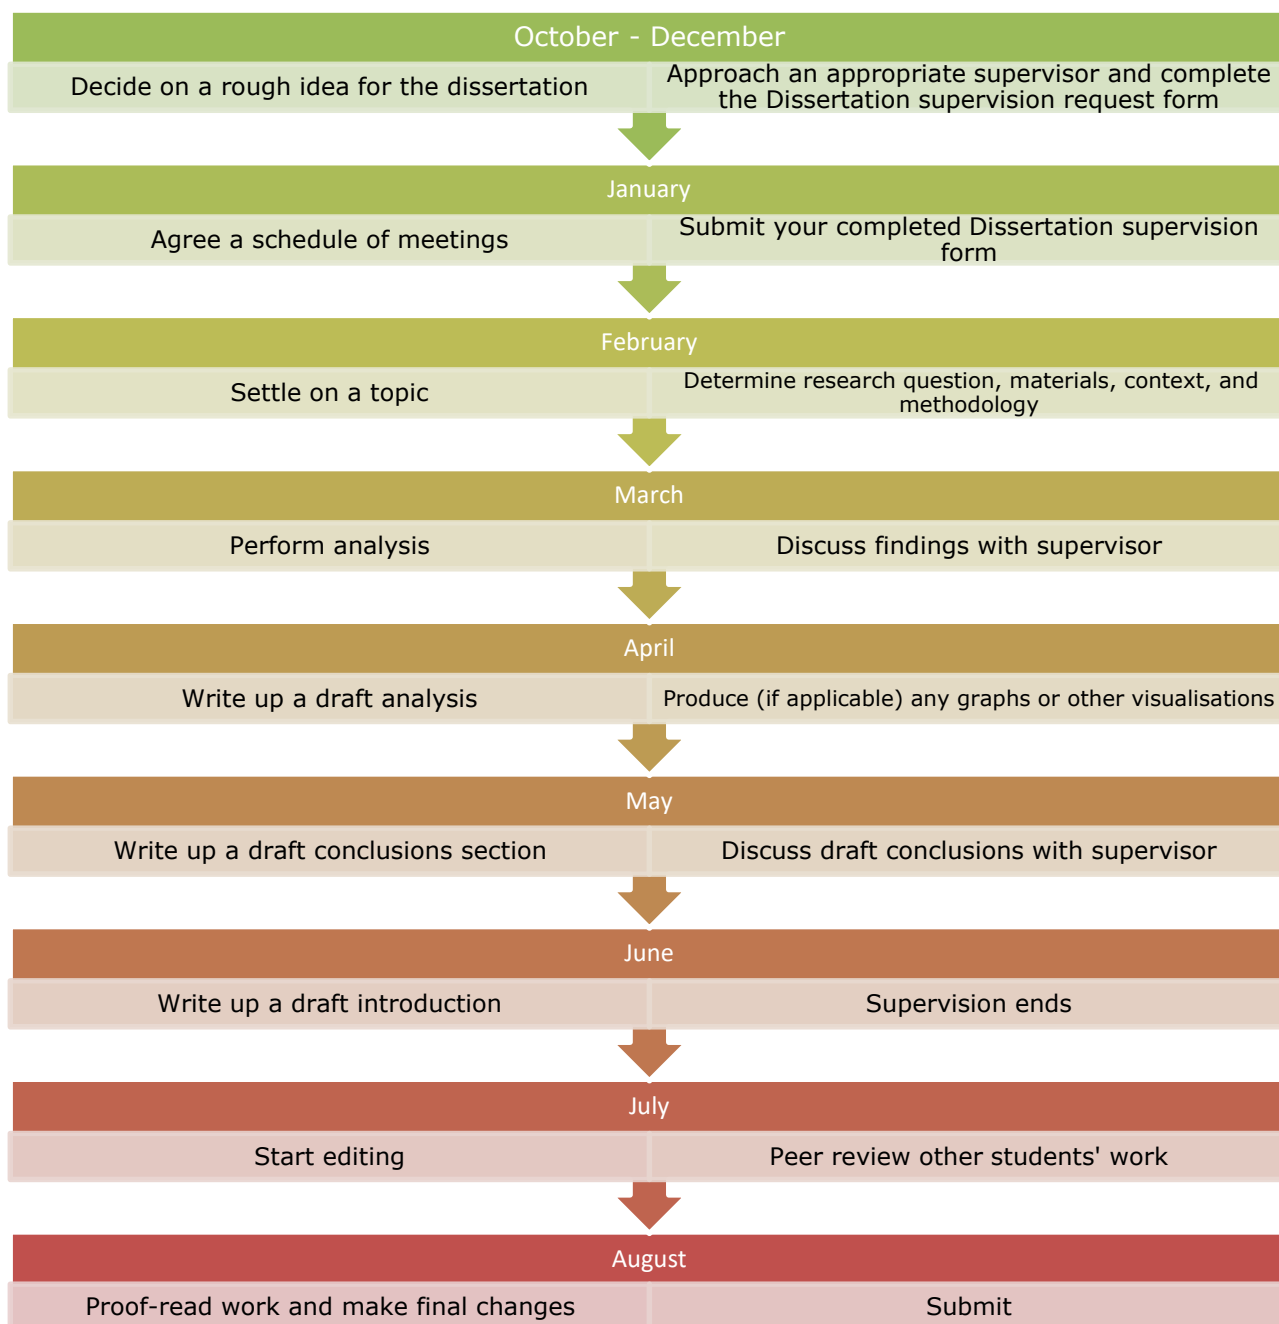 October - December
Decide on a rough idea for the dissertation
Approach an appropriate supervisor and complete
the Dissertation supervision request form
January
Agree a schedule of meetings
Submit your completed Dissertation supervision
form
February
Settle on a topic
Determine research question, materials, context, and
methodology
March
Perform analysis
Discuss findings with supervisor
April
Write up a draft analysis
Produce (if applicable) any graphs or other visualisations
May
Write up a draft conclusions section
Discuss draft conclusions with supervisor
June
Write up a draft introduction
Supervision ends
July
Start editing
Peer review other students' work
August
Proof-read work and make final changes
Submit